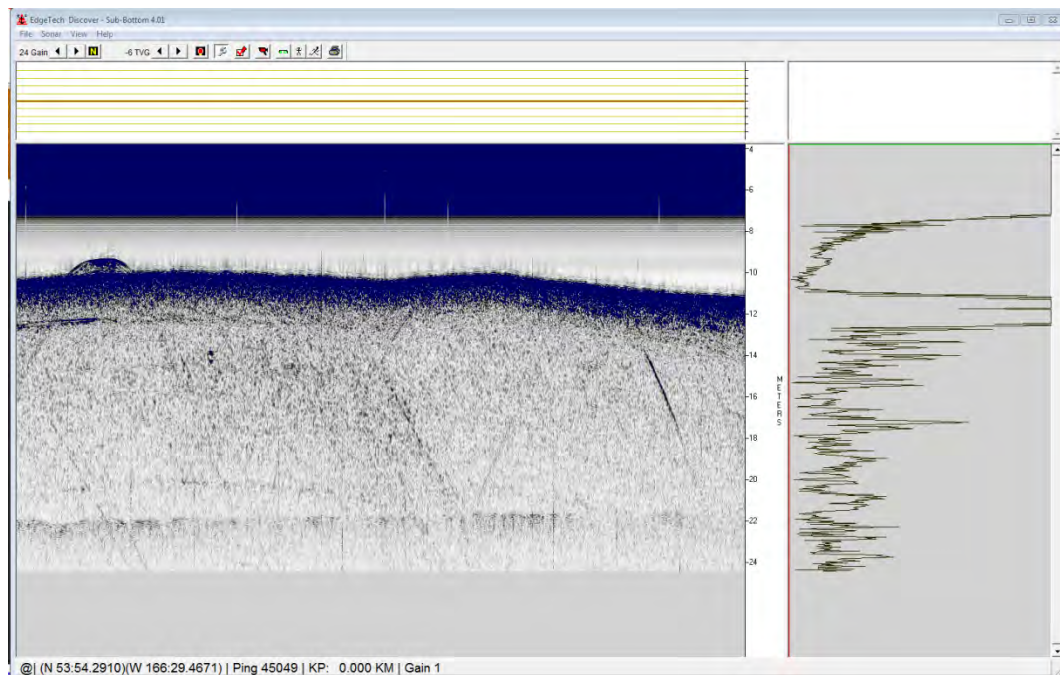 EdgeTech Discover - Sub-Bottom 4.01
File Sonar View Help
24 Gain N -6 TVG
4
6
8
10
12
14
METERS
16
18
20
22
24
@| (N 53:54.2910)(W 166:29.4671) | Ping 45049 | KP: 0.000 KM | Gain 1